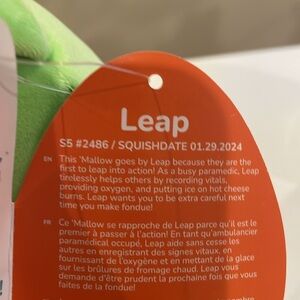 Leap
S5 #2486 / SQUISHDATE 01.29.2024
EN This 'Mallow goes by Leap because they are the
first to leap into action! As a busy paramedic, Leap
tirelessly helps others by recording vitals,
providing oxygen, and putting ice on hot cheese
burns. Leap wants you to be extra careful next
time you make fondue!
FR Ce 'Mallow se rapproche de Leap parce qu'il est le
premier à passer à l'action! En tant qu'ambulancier
paramédical occupé, Leap aide sans cesse les
autres en enregistrant des signes vitaux, en
fournissant de l'oxygène et en mettant de la glace
sur les brûlures de fromage chaud. Leap vous
demande d'être prudent la prochaine fois que vous
faites de la fondue!